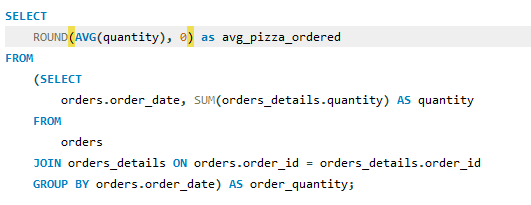 SELECT
ROUND(AVG(quantity), 0) as avg_pizza_ordered
FROM
(SELECT
orders.order_date, SUM(orders_details.quantity) AS quantity
FROM
orders
JOIN orders_details ON orders.order_id = orders_details.order_id
GROUP BY orders.order_date) AS order_quantity;